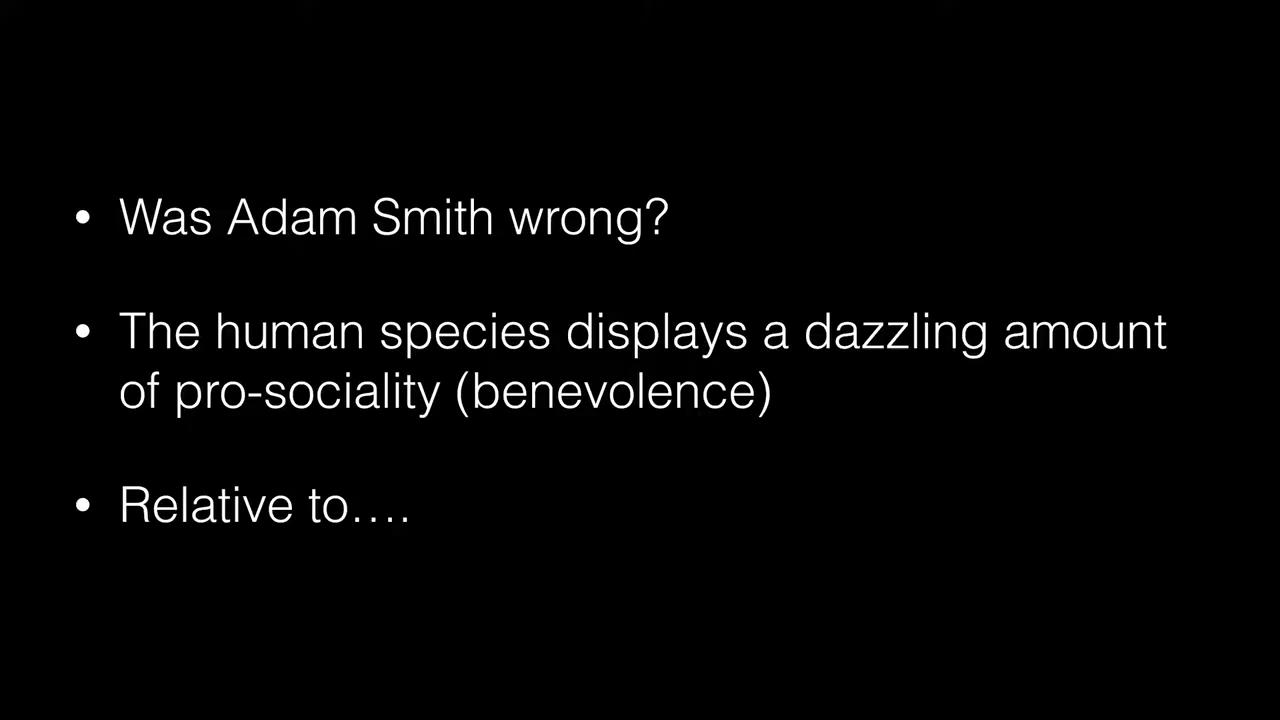 • Was Adam Smith wrong?
• The human species displays a dazzling amount
of pro-sociality (benevolence)
• Relative to….